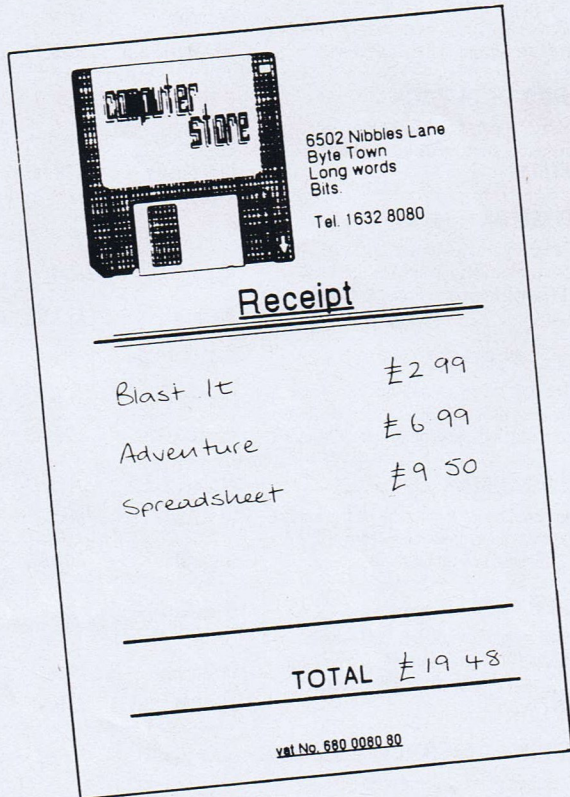 computer
store
6502 Nibbles Lane
Byte Town
Long words
Bits.
Tel. 1632 8080
Receipt
Blast It £2 99
Adventure £6 99
Spreadsheet £9 50
TOTAL £19 48
vat No. 680 0080 80